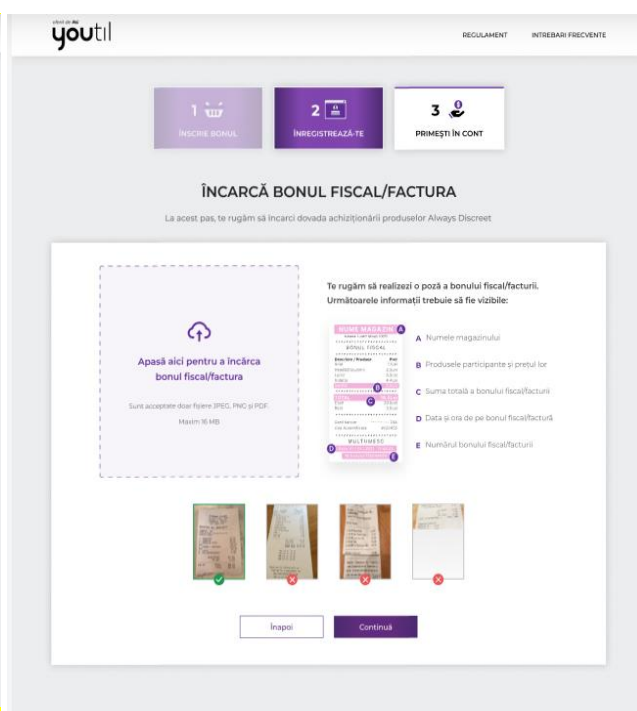 oferit de P&G
youtil
REGULAMENT
INTREBARI FRECVENTE
1
ÎNSCRIE BONUL
2
ÎNREGISTREAZĂ-TE
3
PRIMEȘTI ÎN CONT
ÎNCARCĂ BONUL FISCAL/FACTURA
La acest pas, te rugăm să încarci dovada achiziționării produselor Always Discreet
Apasă aici pentru a încărca
bonul fiscal/factura
Sunt acceptate doar fișiere JPEG, PNG și PDF.
Maxim 16 MB
Te rugăm să realizezi o poză a bonului fiscal/facturii.
Următoarele informații trebuie să fie vizibile:
NUME MAGAZIN A
BONUL FISCAL
B
TOTAL
C
MULTUMESC
D
E
A Numele magazinului
B Produsele participante și prețul lor
C Suma totală a bonului fiscal/facturii
D Data și ora de pe bonul fiscal/factură
E Numărul bonului fiscal/facturii
Înapoi
Continuă